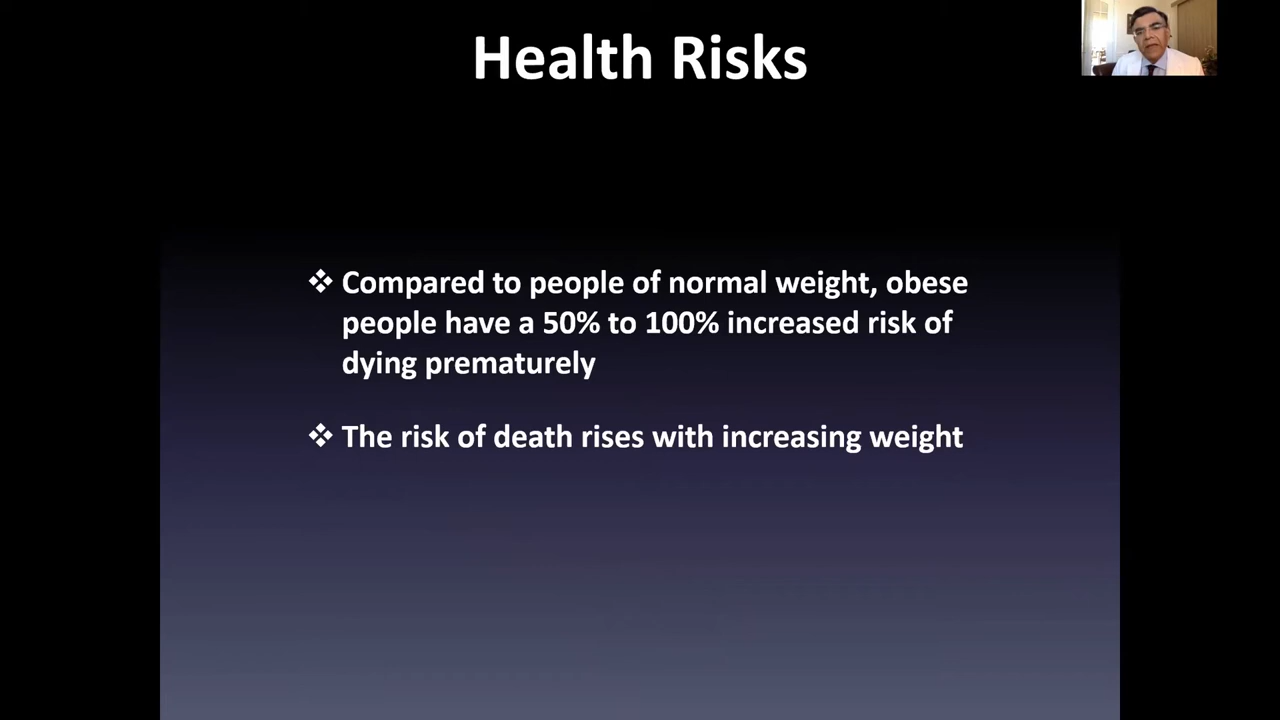 Health Risks
❖ Compared to people of normal weight, obese
people have a 50% to 100% increased risk of
dying prematurely
❖ The risk of death rises with increasing weight